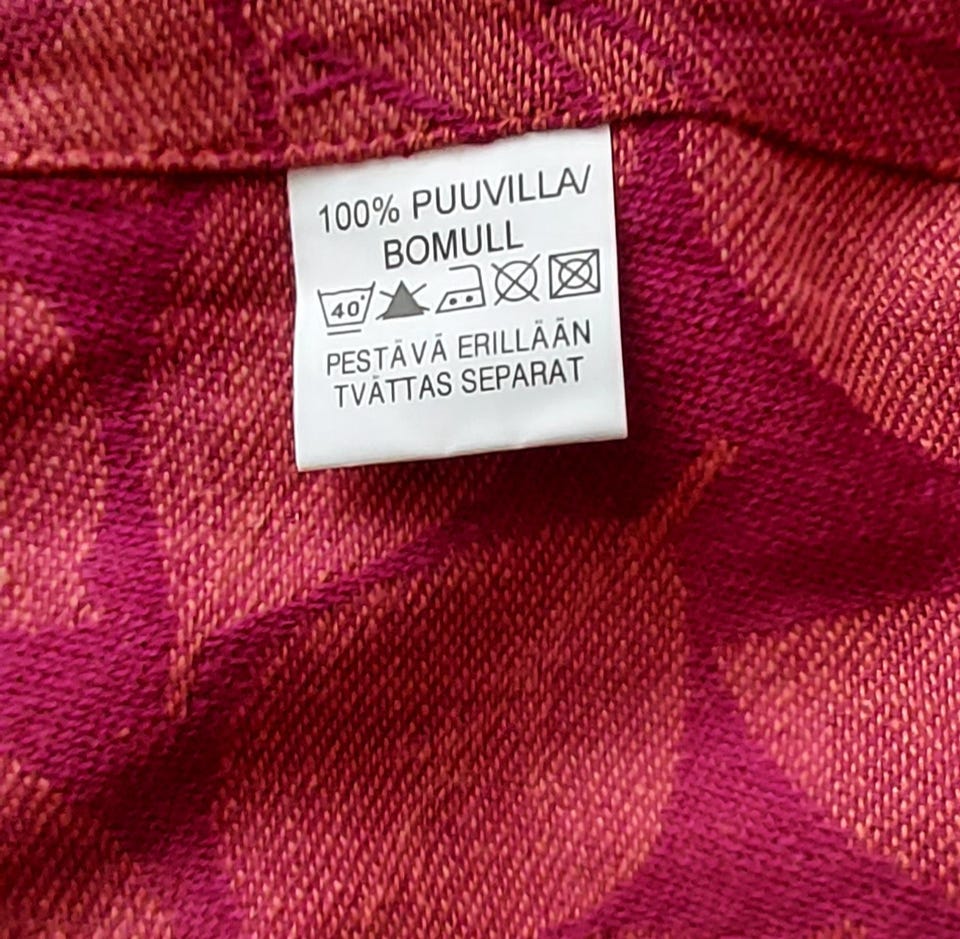 100% PUUVILLA/
BOMULL
40°
PESTÄVÄ ERILLÄÄN
TVÄTTAS SEPARAT